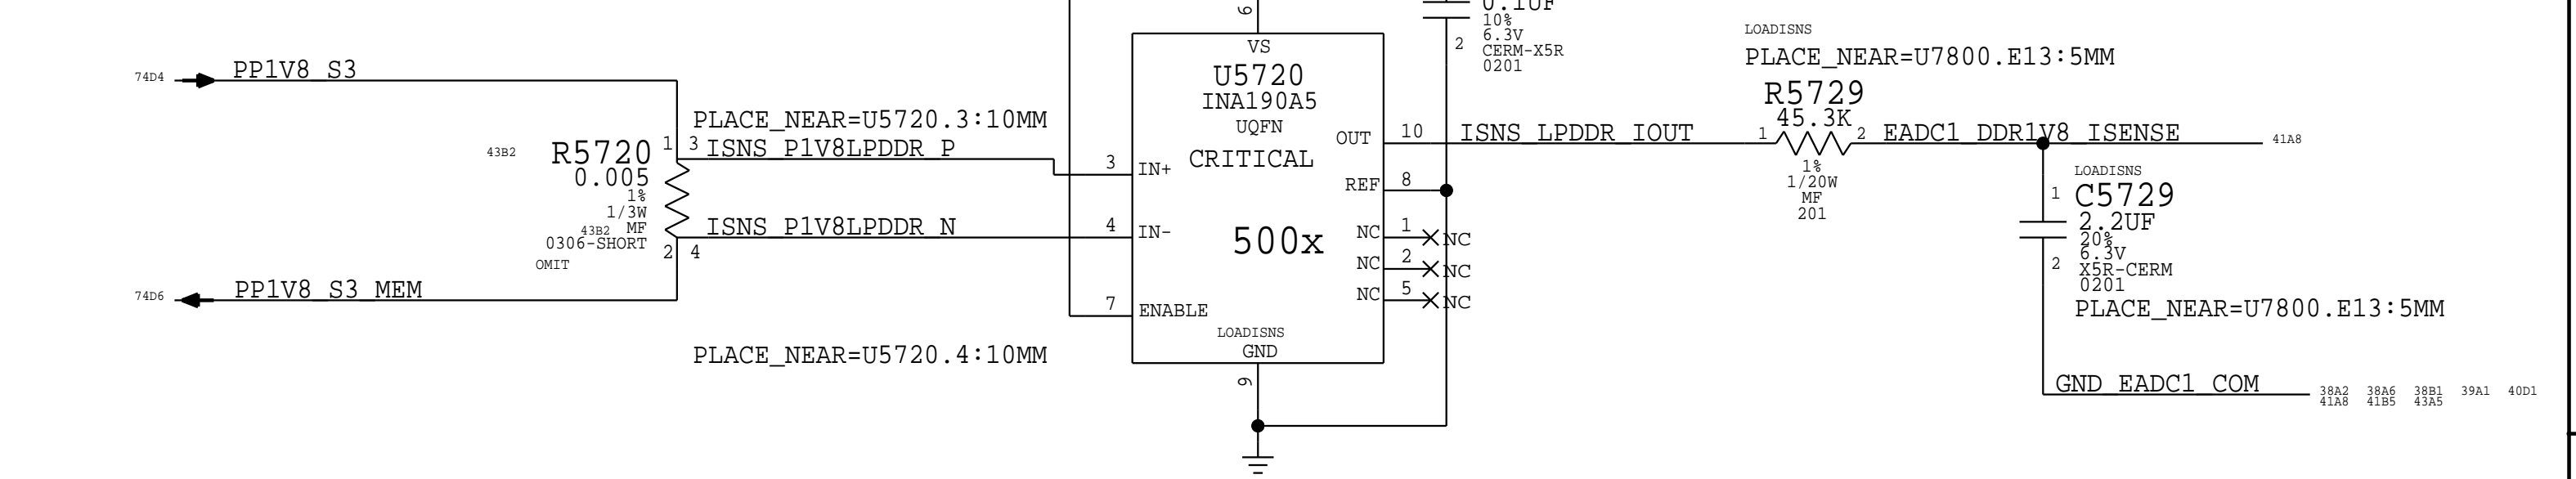 6
0.1UF
10%
6.3V
CERM-X5R
0201
2
LOADISNS
PLACE_NEAR=U7800.E13:5MM
R5729
45.3K
1
2
1%
1/20W
MF
201
74D4
PP1V8_S3
PLACE_NEAR=U5720.3:10MM
43B2
R5720
0.005
1%
1/3W
43B2 MF
0306-SHORT
OMIT
1 3
2 4
ISNS_P1V8LPDDR_P
ISNS_P1V8LPDDR_N
74D6
PP1V8_S3_MEM
PLACE_NEAR=U5720.4:10MM
VS
U5720
INA190A5
UQFN
CRITICAL
500x
3 IN+
4 IN-
7 ENABLE
OUT 10
REF 8
NC 1 NC
NC 2 NC
NC 5 NC
LOADISNS
GND
9
ISNS_LPDDR_IOUT
EADC1_DDR1V8_ISENSE
41A8
LOADISNS
1
C5729
2.2UF
20%
6.3V
2
X5R-CERM
0201
PLACE_NEAR=U7800.E13:5MM
GND_EADC1_COM
38A2 38A6 38B1 39A1 40D1
41A8 41B5 43A5